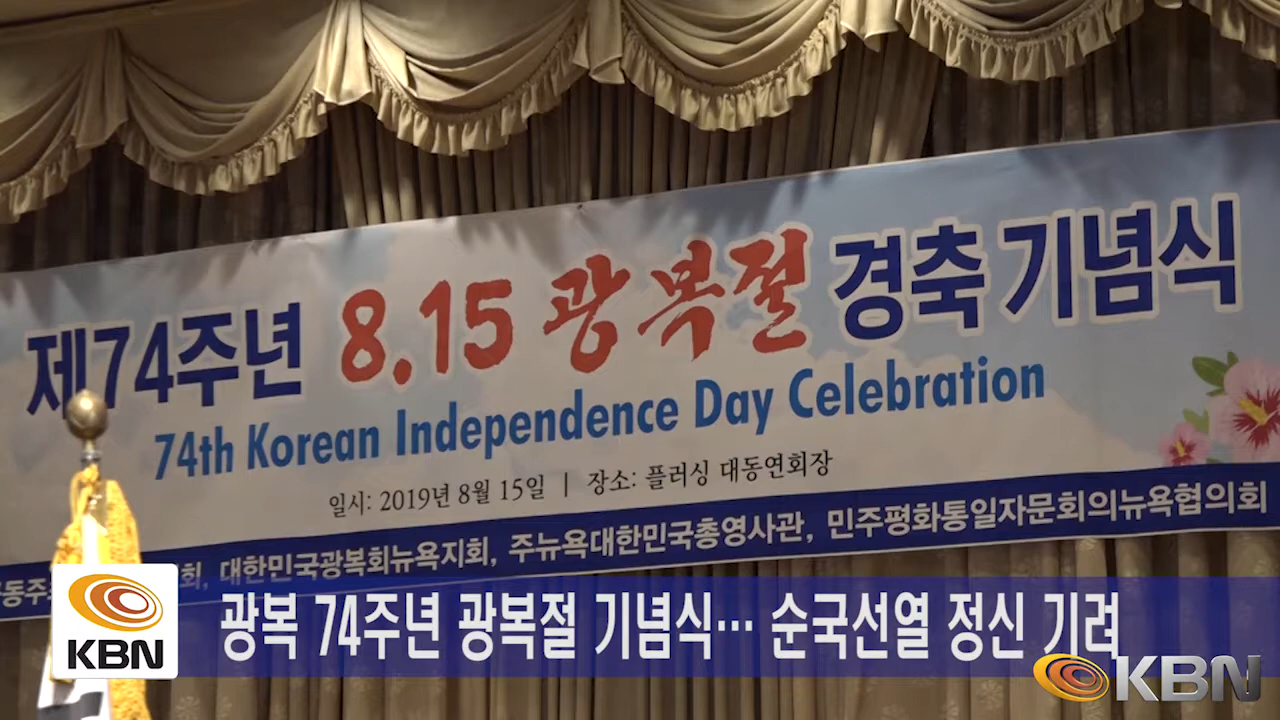 제74주년 8.15 광복절 경축 기념식
74th Korean Independence Day Celebration
일시: 2019년 8월 15일 | 장소: 플러싱 대동연회장
대한민국광복회뉴욕지회, 주뉴욕대한민국총영사관, 민주평화통일자문회의뉴욕협의회
KBN
광복 74주년 광복절 기념식… 순국선열 정신 기려
KBN